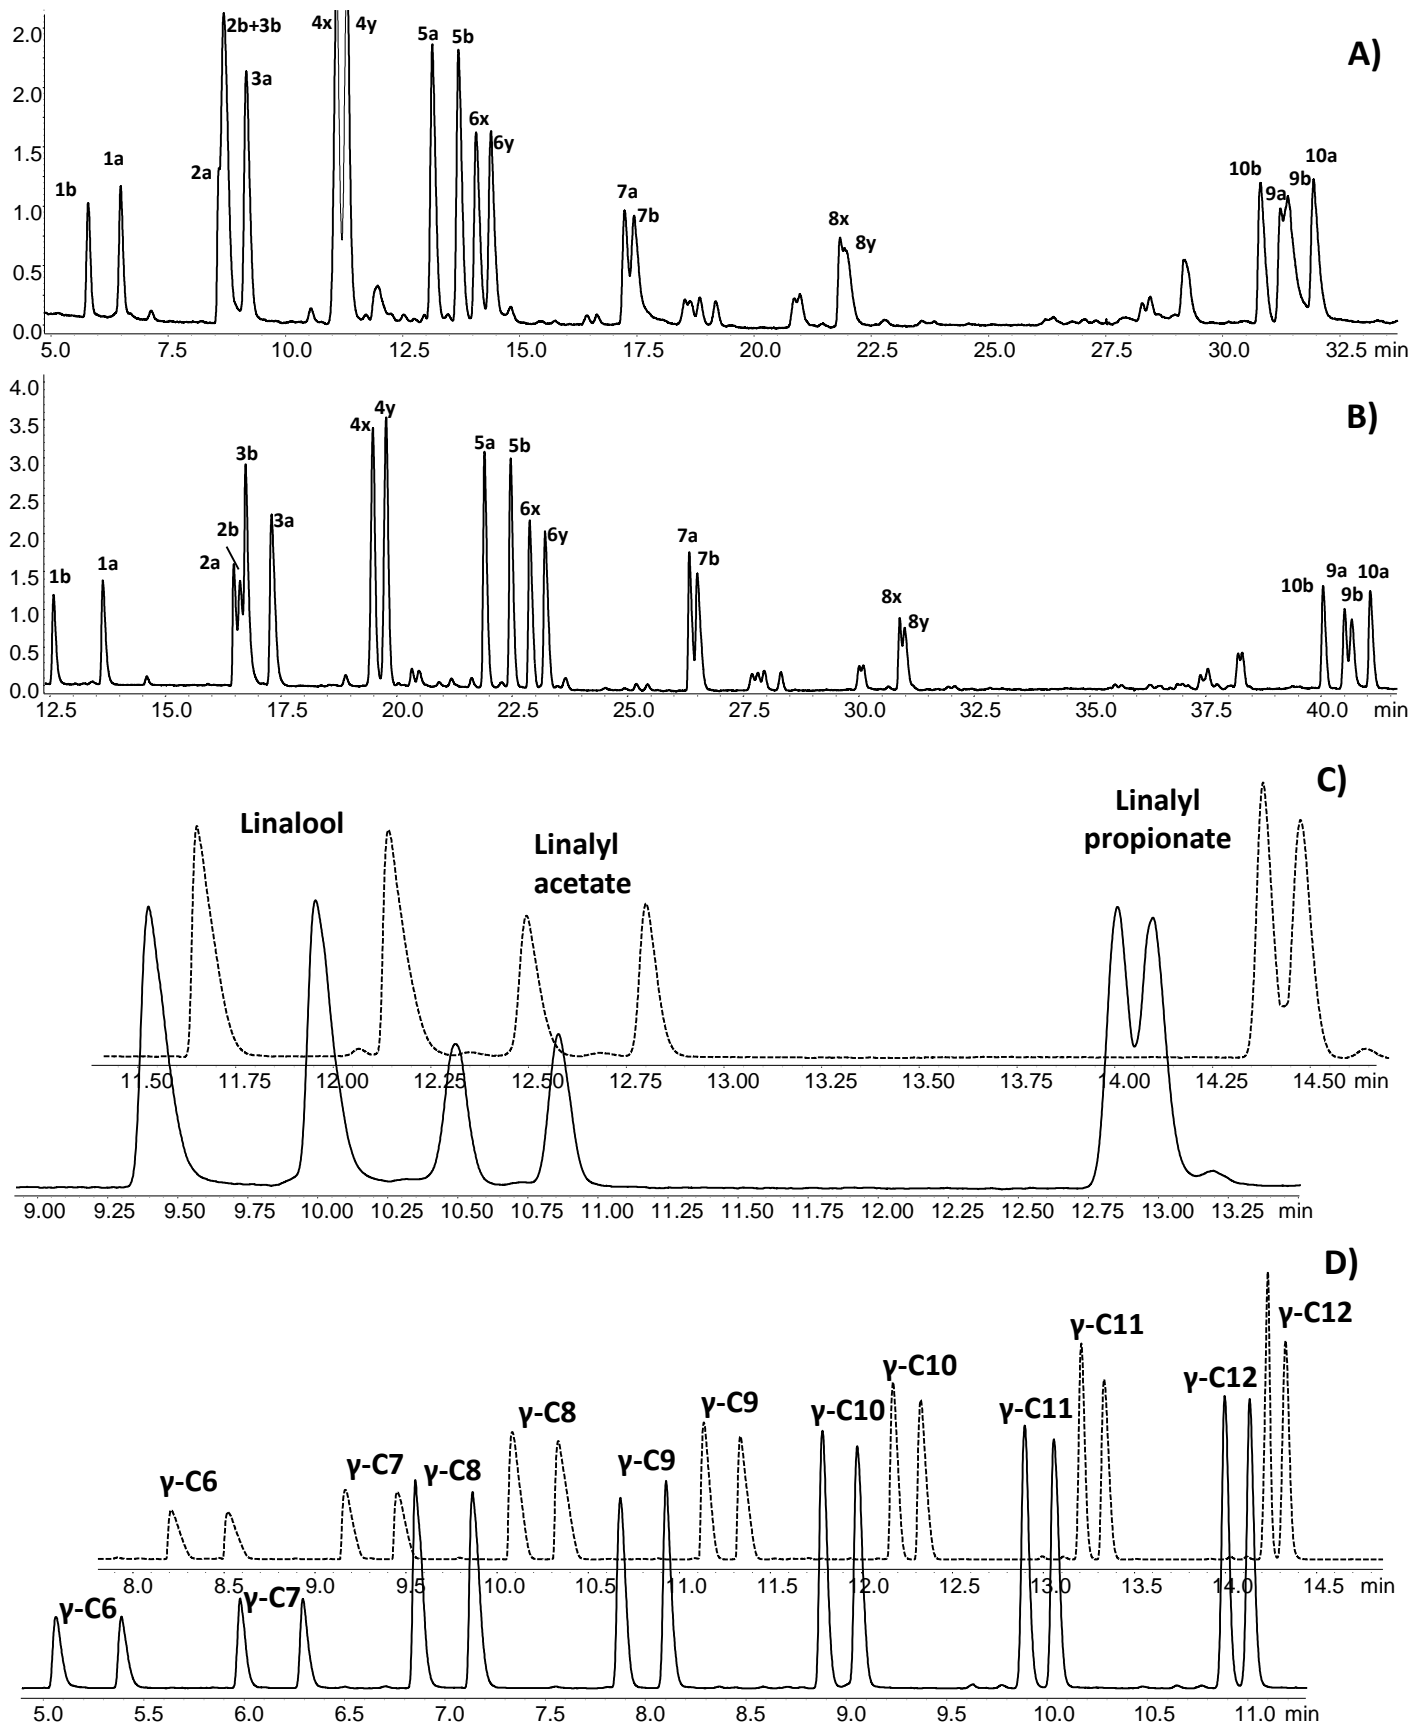 A)
2.0
1.5
1.0
0.5
0.0
2.0
1b
1a
2a
2b+3b
3a
4x
4y
5a
5b
6x
6y
7a
7b
8x
8y
10b
9a
9b
10a
5.0 7.5 10.0 12.5 15.0 17.5 20.0 22.5 25.0 27.5 30.0 32.5 min
B)
4.0
3.5
3.0
2.5
2.0
1.5
1.0
0.5
0.0
1b
1a
2a
2b
3b
3a
4x
4y
5a
5b
6x
6y
7a
7b
8x
8y
10b
9a
9b
10a
12.5 15.0 17.5 20.0 22.5 25.0 27.5 30.0 32.5 35.0 37.5 40.0 min
C)
Linalool
Linalyl
acetate
Linalyl
propionate
11.50 11.75 12.00 12.25 12.50 12.75 13.00 13.25 13.50 13.75 14.00 14.25 14.50 min
9.00 9.25 9.50 9.75 10.00 10.25 10.50 10.75 11.00 11.25 11.50 11.75 12.00 12.25 12.50 12.75 13.00 13.25 min
D)
γ-C6
γ-C7
γ-C8
γ-C9
γ-C10
γ-C11
γ-C12
8.0 8.5 9.0 9.5 10.0 10.5 11.0 11.5 12.0 12.5 13.0 13.5 14.0 14.5 min
γ-C6
γ-C7
γ-C8
γ-C9
γ-C10
γ-C11
γ-C12
5.0 5.5 6.0 6.5 7.0 7.5 8.0 8.5 9.0 9.5 10.0 10.5 11.0 min